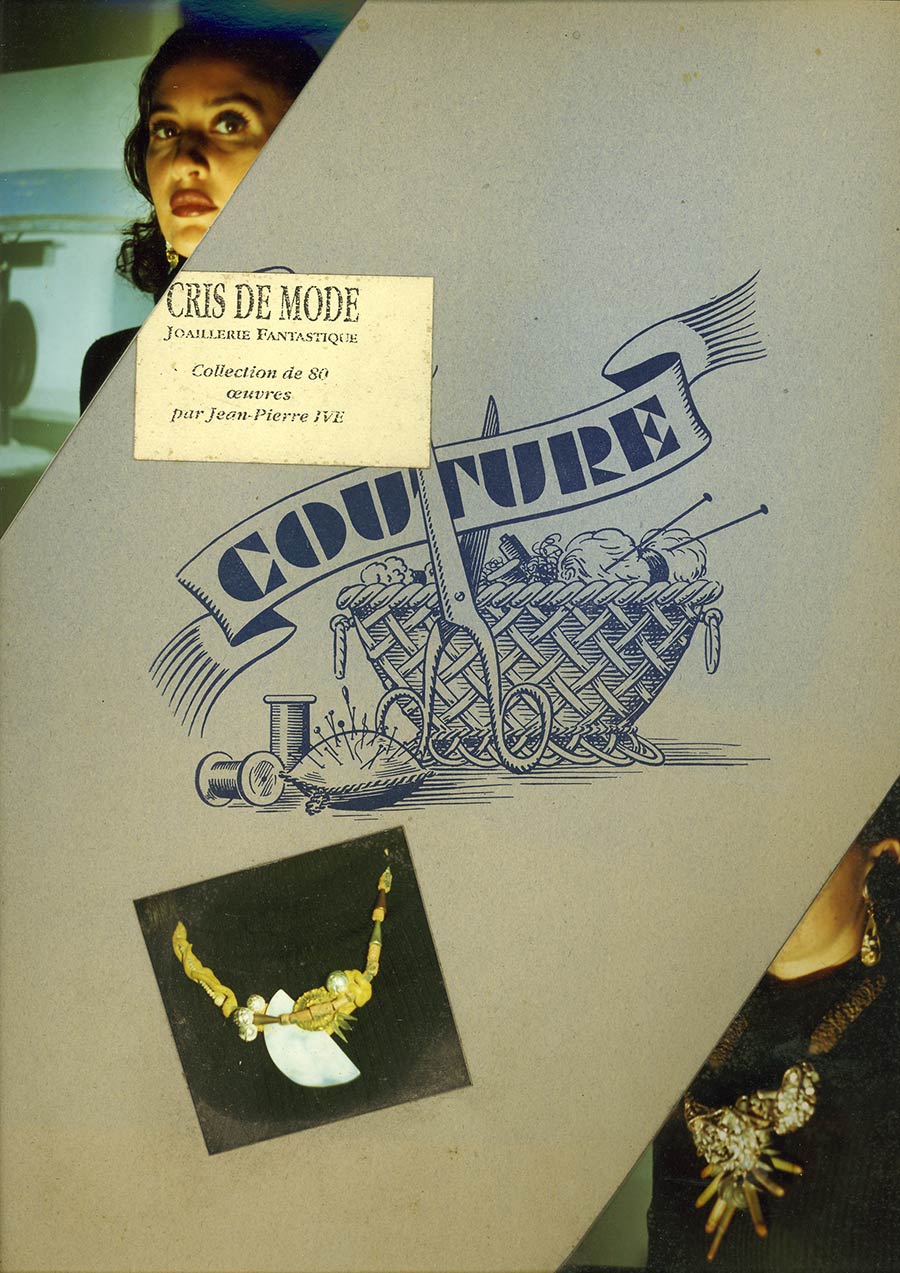 CRIS DE MODE
JOAILLERIE FANTASTIQUE
Collection de 80
œuvres
par Jean-Pierre IVE
COUTURE